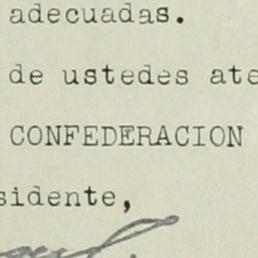 adecuadas.
de ustedes ate
CONFEDERACION
sidente,